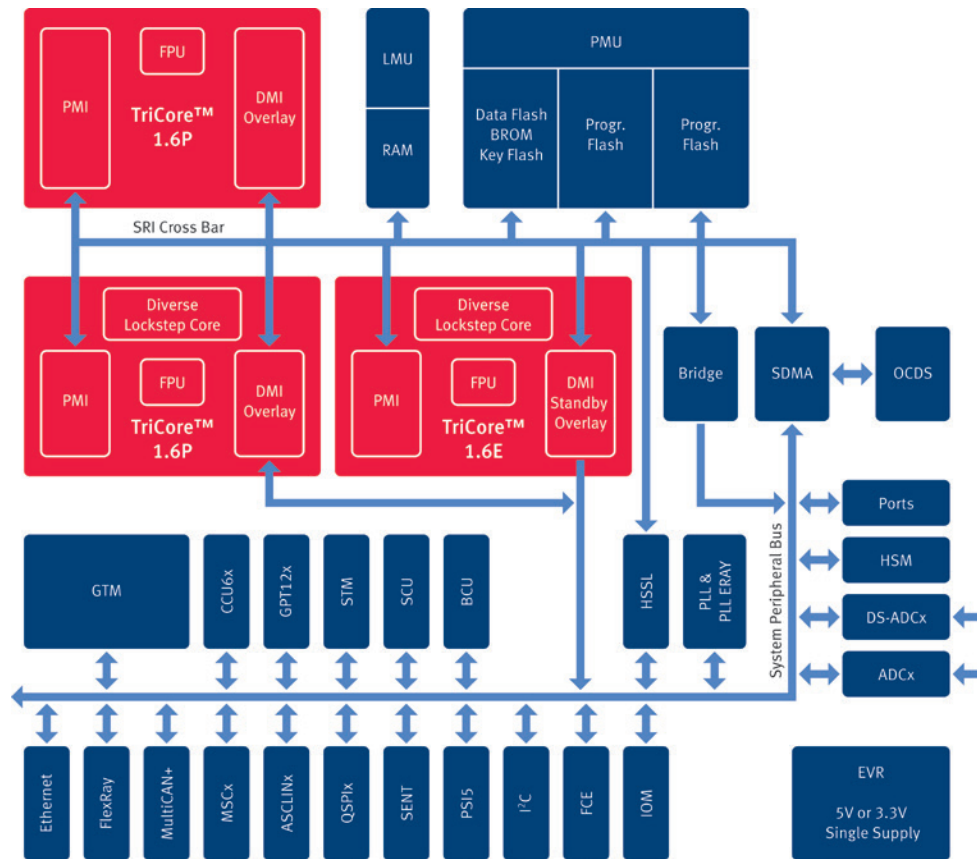 FPU
PMI
TriCore™
1.6P
DMI
Overlay
LMU
RAM
PMU
Data Flash
BROM
Key Flash
Progr.
Flash
Progr.
Flash
SRI Cross Bar
Diverse
Lockstep Core
PMI
FPU
DMI
Overlay
TriCore™
1.6P
Diverse
Lockstep Core
PMI
FPU
DMI
Standby
Overlay
TriCore™
1.6E
Bridge
SDMA
OCDS
System Peripheral Bus
Ports
HSM
DS-ADCx
ADCx
GTM
CCU6x
GPT12x
STM
SCU
BCU
HSSL
PLL &
PLL ERAY
Ethernet
FlexRay
MultiCAN+
MSCx
ASCLINx
QSPIx
SENT
PSI5
I²C
FCE
IOM
EVR
5V or 3.3V
Single Supply